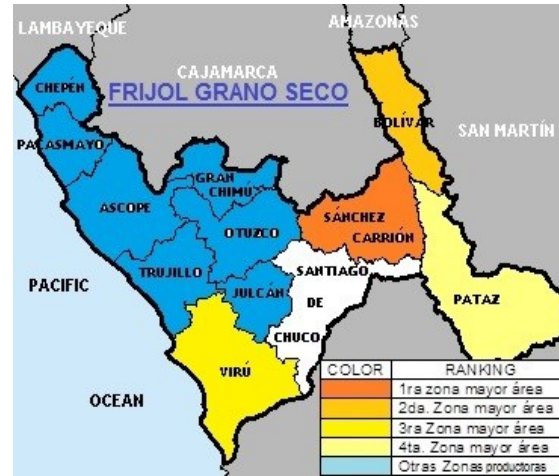 LAMBAYEQUE
AMAZONAS
CAJAMARCA
FRIJOL GRANO SECO
CHEPÉN
BOLÍVAR
SAN MARTÍN
PACASMAYO
GRAN
CHIMÚ
ASCOPE
SÁNCHEZ
CARRIÓN
OTUZCO
TRUJILLO
SANTIAGO
DE
CHUCO
PACIFIC
JULCÁN
PATAZ
VIRÚ
OCEAN
COLOR RANKING
1ra zona mayor área
2da. Zona mayor área
3ra Zona mayor área
4ta. Zona mayor área
Otras Zonas productoras